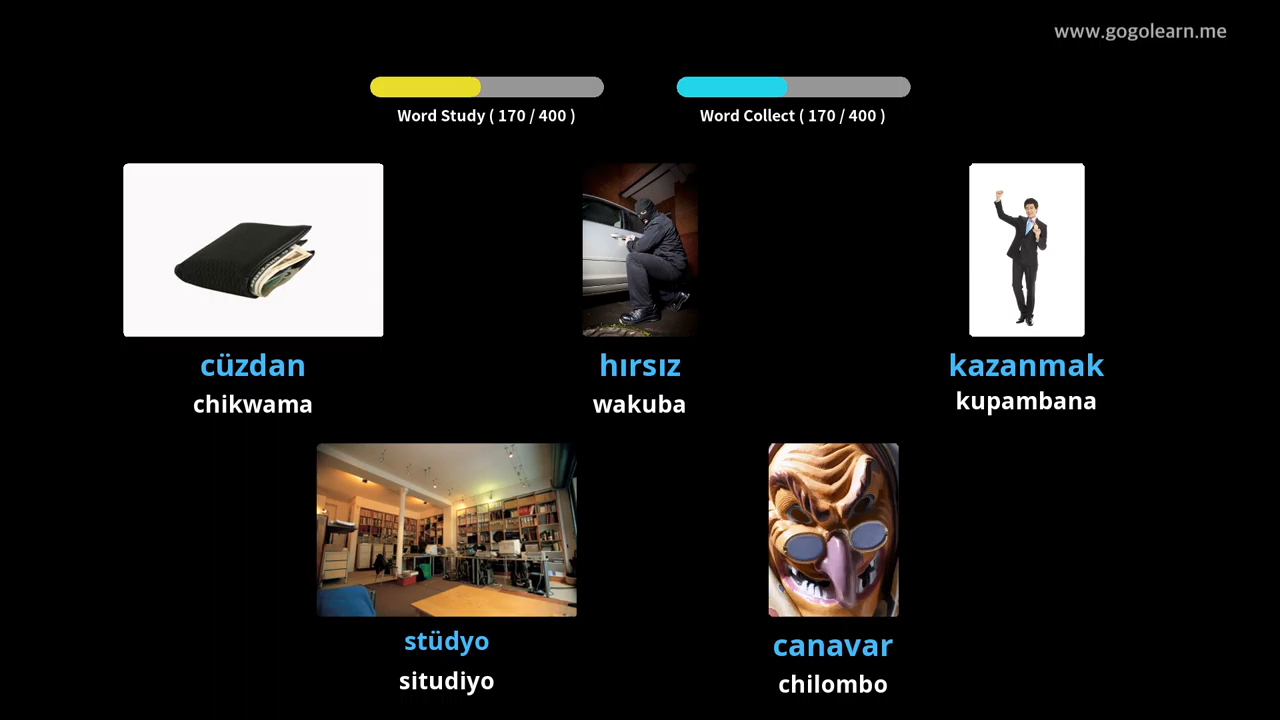 www.gogolearn.me
Word Study ( 170 / 400 )
Word Collect ( 170 / 400 )
cüzdan
chikwama
hırsız
wakuba
kazanmak
kupambana
stüdyo
situdiyo
canavar
chilombo